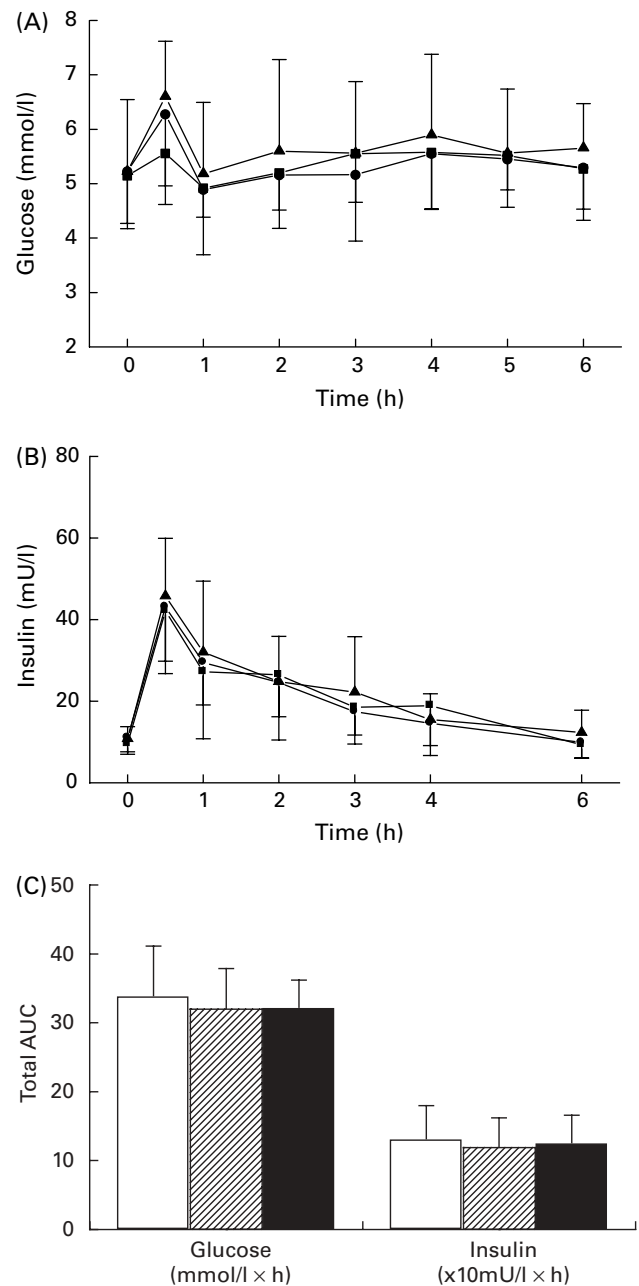 (A)
8
7
6
5
4
3
2
Glucose (mmol/l)
0 1 2 3 4 5 6
Time (h)
(B)
80
60
40
20
0
Insulin (mU/l)
0 1 2 3 4 6
Time (h)
(C)
50
40
30
20
10
0
Total AUC
Glucose Insulin
(mmol/l × h) (x10mU/l × h)